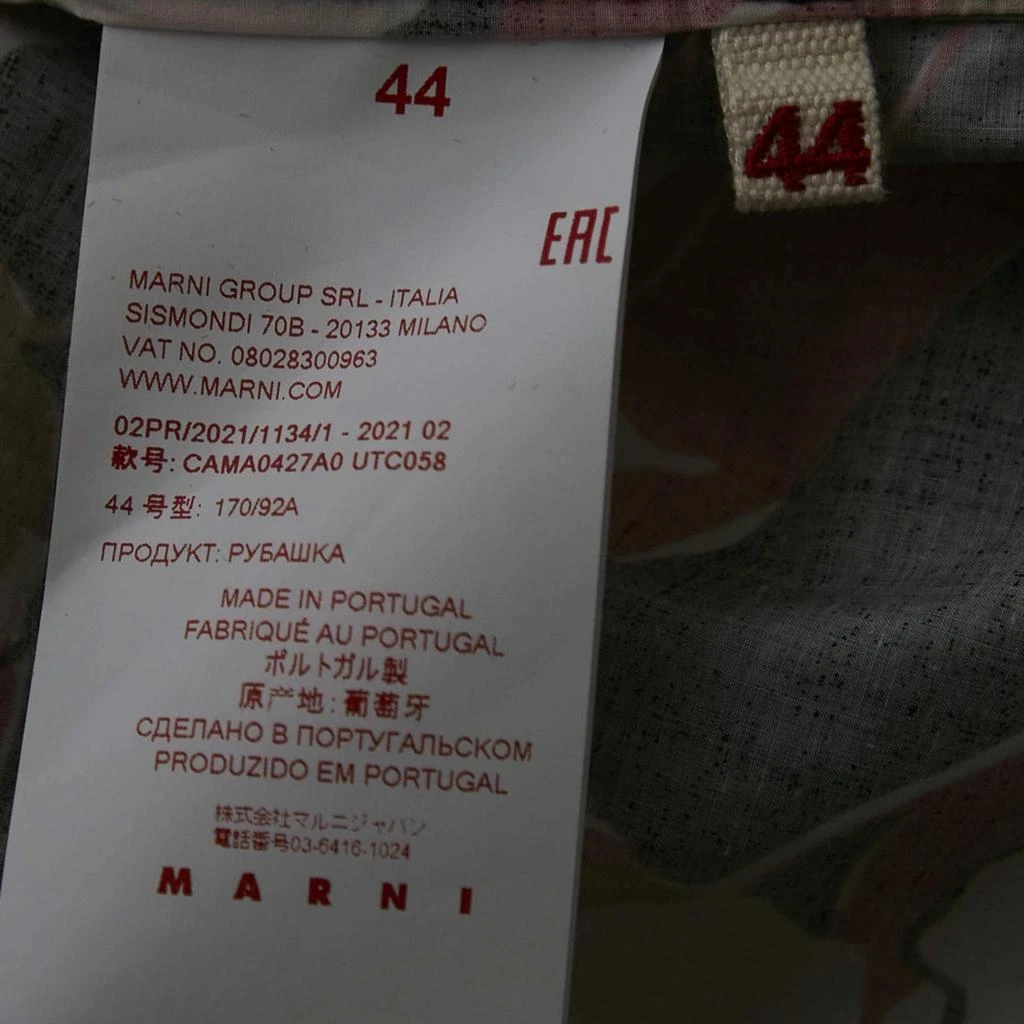 44
44
EAC
MARNI GROUP SRL - ITALIA
SISMONDI 70B - 20133 MILANO
VAT NO. 08028300963
WWW.MARNI.COM
02PR/2021/1134/1 - 2021 02
款号: CAMA0427A0 UTC058
44 号型: 170/92A
ПРОДУКТ: РУБАШКА
MADE IN PORTUGAL
FABRIQUÉ AU PORTUGAL
ポルトガル製
原产地: 葡萄牙
СДЕЛАНО В ПОРТУГАЛЬСКОМ
PRODUZIDO EM PORTUGAL
株式会社マルニジャパン
電話番号03-6416-1024
MARNI